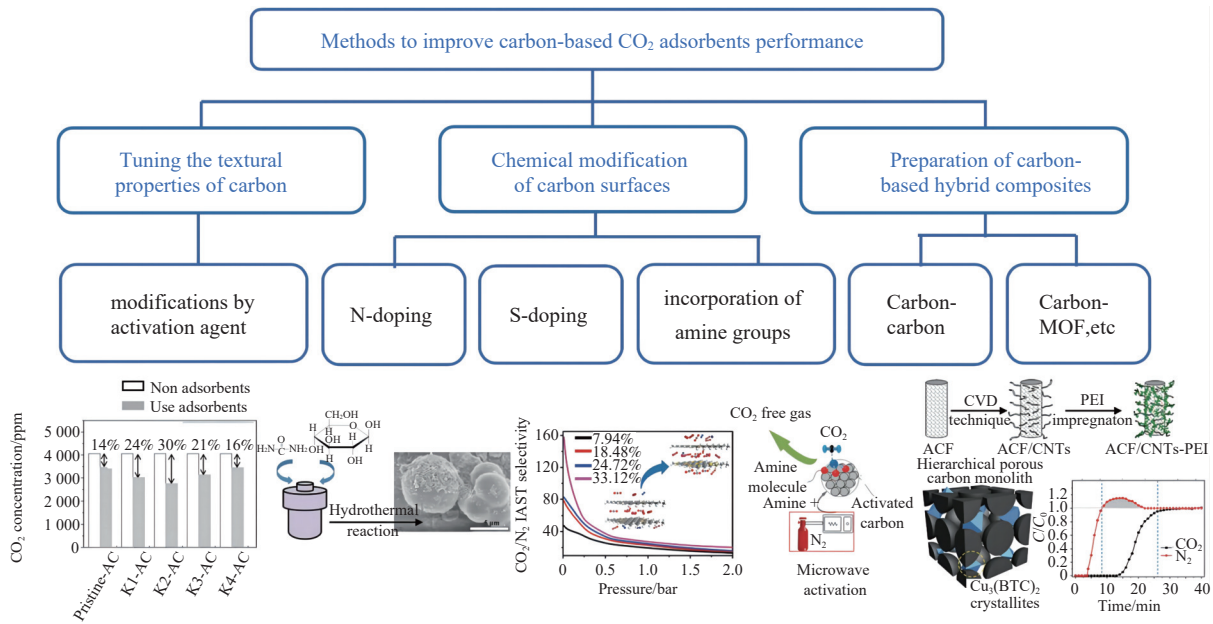 Methods to improve carbon-based CO₂ adsorbents performance
Tuning the textural
properties of carbon
Chemical modification
of carbon surfaces
Preparation of carbon-
based hybrid composites
modifications by
activation agent
N-doping
S-doping
incorporation of
amine groups
Carbon-
carbon
Carbon-
MOF,etc
Non adsorbents
Use adsorbents
CO₂ concentration/ppm
5 000
4 000
3 000
2 000
1 000
0
14%
24%
30%
21%
16%
Pristine-AC
K1-AC
K2-AC
K3-AC
K4-AC
CH₂OH
H
O
H
H
OH
H
OH
H
OH
O
C
H₂N
NH₂
Hydrothermal
reaction
CO₂/N₂ IAST selectivity
160
120
80
40
0
7.94%
18.48%
24.72%
33.12%
0
0.5
1.0
1.5
2.0
Pressure/bar
CO₂ free gas
CO₂
Amine
molecule
Amine +
Activated
carbon
N₂
Microwave
activation
CVD
technique
PEI
impregnaton
ACF
ACF/CNTs
ACF/CNTs-PEI
Hierarchical porous
carbon monolith
Cu₃(BTC)₂
crystallites
C/C₀
1.2
1.0
0.8
0.6
0.4
0.2
0
CO₂
N₂
0
10
20
30
40
Time/min